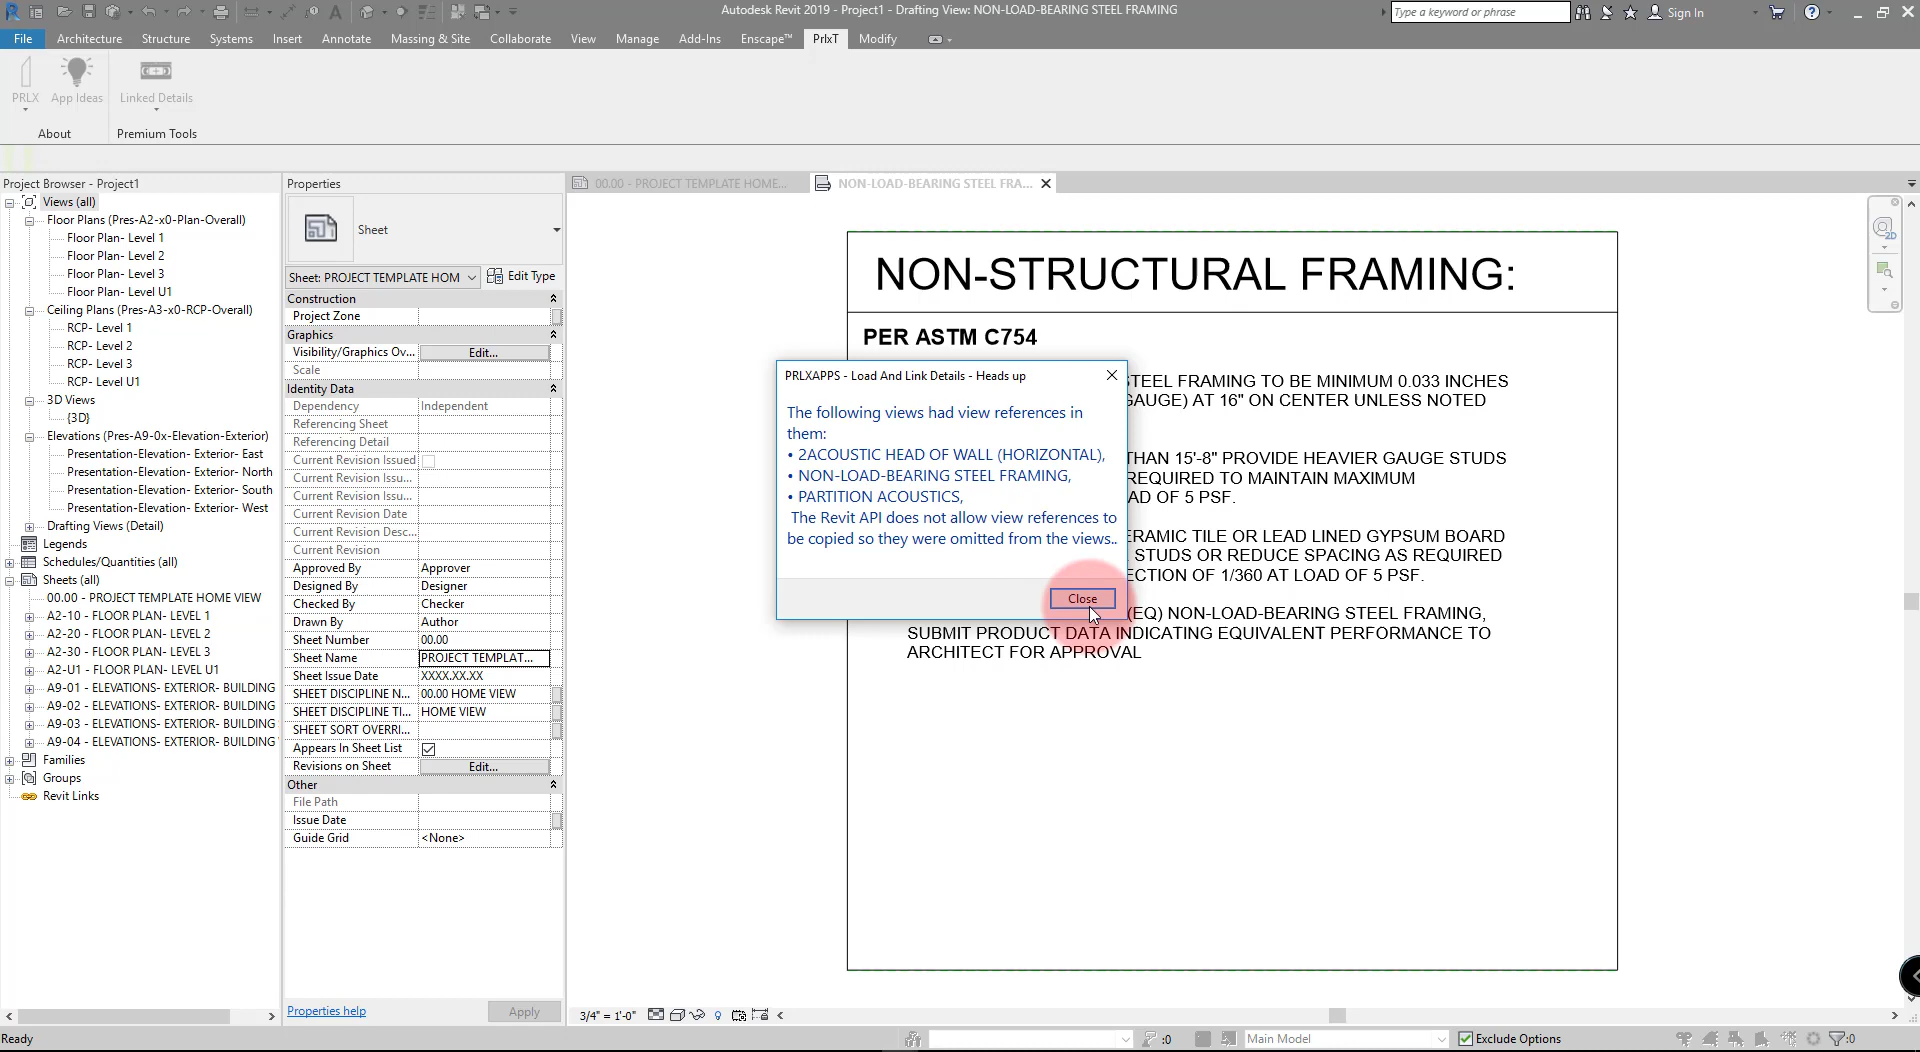 Autodesk Revit 2019 - Project1 - Drafting View: NON-LOAD-BEARING STEEL FRAMING
Type a keyword or phrase
Sign In
File Architecture Structure Systems Insert Annotate Massing & Site Collaborate View Manage Add-Ins Enscape™ PrlxT Modify
PRLX App Ideas Linked Details
About Premium Tools
Project Browser - Project1
Views (all)
Floor Plans (Pres-A2-x0-Plan-Overall)
Floor Plan- Level 1
Floor Plan- Level 2
Floor Plan- Level 3
Floor Plan- Level U1
Ceiling Plans (Pres-A3-x0-RCP-Overall)
RCP- Level 1
RCP- Level 2
RCP- Level 3
RCP- Level U1
3D Views
{3D}
Elevations (Pres-A9-0x-Elevation-Exterior)
Presentation-Elevation- Exterior- East
Presentation-Elevation- Exterior- North
Presentation-Elevation- Exterior- South
Presentation-Elevation- Exterior- West
Drafting Views (Detail)
Legends
Schedules/Quantities (all)
Sheets (all)
00.00 - PROJECT TEMPLATE HOME VIEW
A2-10 - FLOOR PLAN- LEVEL 1
A2-20 - FLOOR PLAN- LEVEL 2
A2-30 - FLOOR PLAN- LEVEL 3
A2-U1 - FLOOR PLAN- LEVEL U1
A9-01 - ELEVATIONS- EXTERIOR- BUILDING
A9-02 - ELEVATIONS- EXTERIOR- BUILDING
A9-03 - ELEVATIONS- EXTERIOR- BUILDING
A9-04 - ELEVATIONS- EXTERIOR- BUILDING
Families
Groups
Revit Links
Properties
Sheet
Sheet: PROJECT TEMPLATE HOM Edit Type
Construction
Project Zone
Graphics
Visibility/Graphics Ov... Edit...
Scale
Identity Data
Dependency Independent
Referencing Sheet
Referencing Detail
Current Revision Issued
Current Revision Issu...
Current Revision Issu...
Current Revision Date
Current Revision Desc...
Current Revision
Approved By Approver
Designed By Designer
Checked By Checker
Drawn By Author
Sheet Number 00.00
Sheet Name PROJECT TEMPLAT...
Sheet Issue Date XXXX.XX.XX
SHEET DISCIPLINE N... 00.00 HOME VIEW
SHEET DISCIPLINE TI... HOME VIEW
SHEET SORT OVERRI...
Appears In Sheet List
Revisions on Sheet Edit...
Other
File Path
Issue Date
Guide Grid <None>
Properties help Apply
00.00 - PROJECT TEMPLATE HOME... NON-LOAD-BEARING STEEL FRA...
2D
NON-STRUCTURAL FRAMING:
PER ASTM C754
STEEL FRAMING TO BE MINIMUM 0.033 INCHES
GAUGE) AT 16" ON CENTER UNLESS NOTED
THAN 15'-8" PROVIDE HEAVIER GAUGE STUDS
REQUIRED TO MAINTAIN MAXIMUM
AD OF 5 PSF.
ERAMIC TILE OR LEAD LINED GYPSUM BOARD
STUDS OR REDUCE SPACING AS REQUIRED
ECTION OF 1/360 AT LOAD OF 5 PSF.
(EQ) NON-LOAD-BEARING STEEL FRAMING,
SUBMIT PRODUCT DATA INDICATING EQUIVALENT PERFORMANCE TO
ARCHITECT FOR APPROVAL
PRLXAPPS - Load And Link Details - Heads up
The following views had view references in
them:
• 2ACOUSTIC HEAD OF WALL (HORIZONTAL),
• NON-LOAD-BEARING STEEL FRAMING,
• PARTITION ACOUSTICS,
The Revit API does not allow view references to
be copied so they were omitted from the views..
Close
3/4" = 1'-0"
Ready
:0
Main Model
Exclude Options
:0